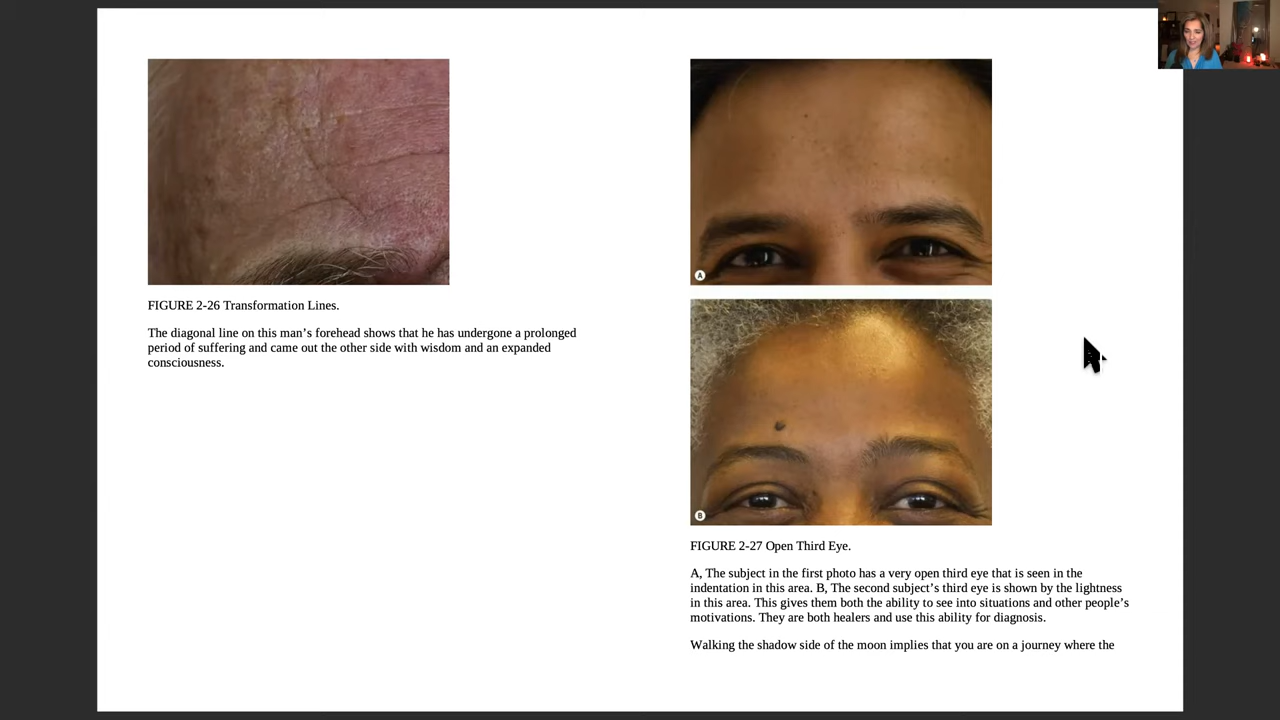 FIGURE 2-26 Transformation Lines.
The diagonal line on this man’s forehead shows that he has undergone a prolonged
period of suffering and came out the other side with wisdom and an expanded
consciousness.
A
B
FIGURE 2-27 Open Third Eye.
A, The subject in the first photo has a very open third eye that is seen in the
indentation in this area. B, The second subject’s third eye is shown by the lightness
in this area. This gives them both the ability to see into situations and other people’s
motivations. They are both healers and use this ability for diagnosis.
Walking the shadow side of the moon implies that you are on a journey where the